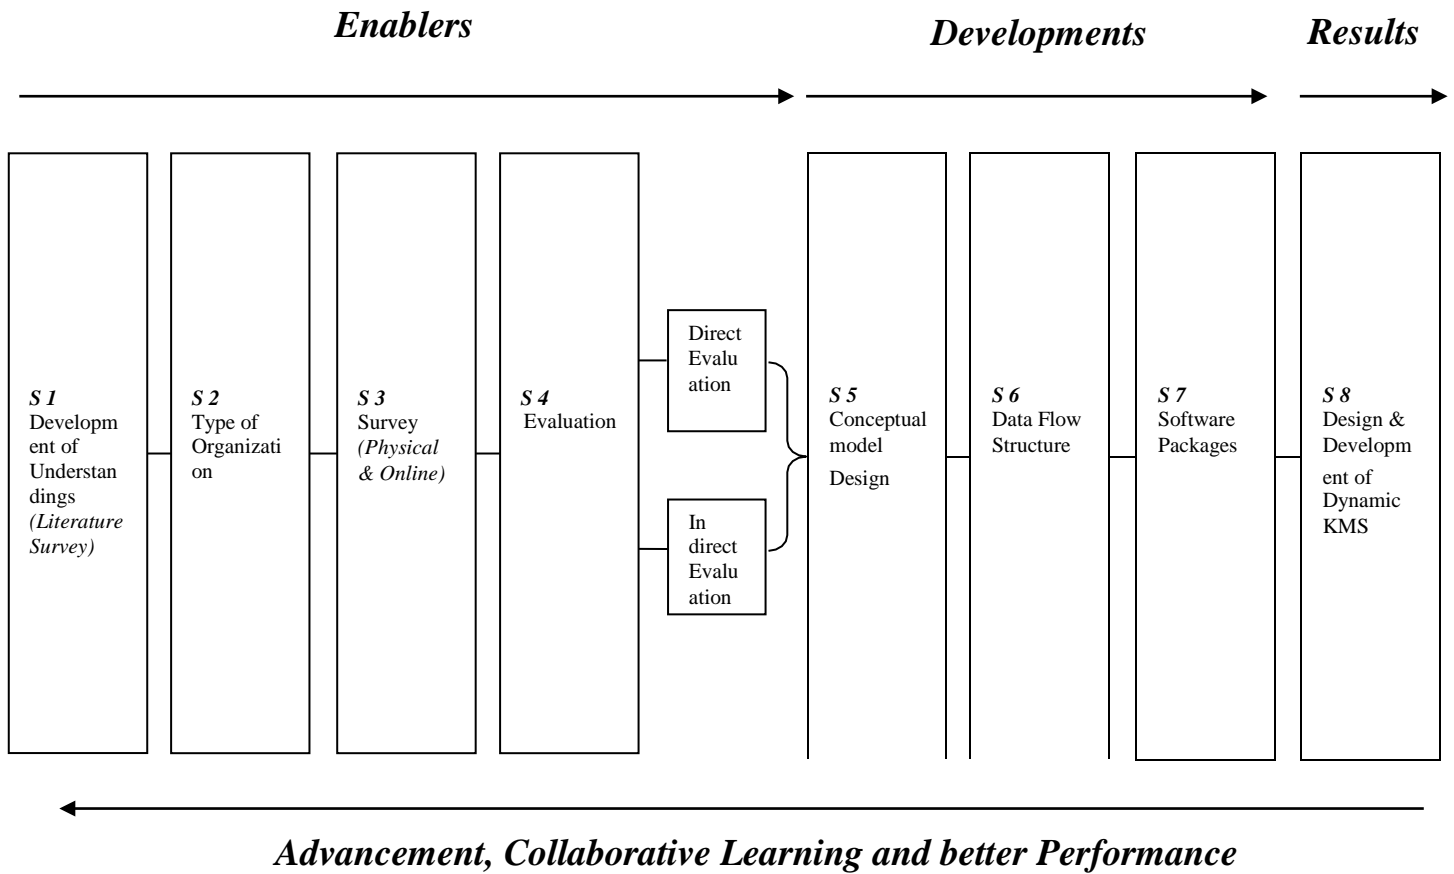 Enablers
Developments
Results
S 1
Developm
ent of
Understan
dings
(Literature
Survey)
S 2
Type of
Organizati
on
S 3
Survey
(Physical
& Online)
S 4
Evaluation
Direct
Evalu
ation
In
direct
Evalu
ation
S 5
Conceptual
model
Design
S 6
Data Flow
Structure
S 7
Software
Packages
S 8
Design &
Developm
ent of
Dynamic
KMS
Advancement, Collaborative Learning and better Performance